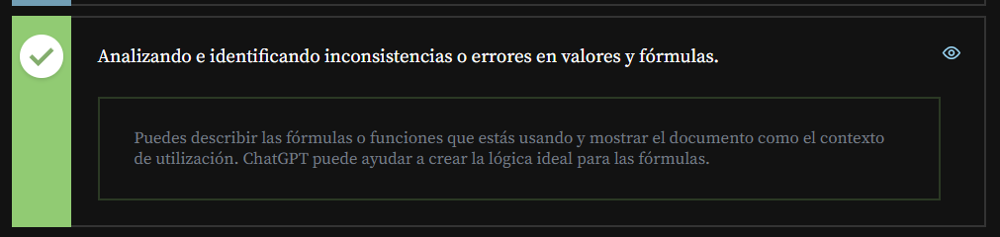 Analizando e identificando inconsistencias o errores en valores y fórmulas.
Puedes describir las fórmulas o funciones que estás usando y mostrar el documento como el contexto
de utilización. ChatGPT puede ayudar a crear la lógica ideal para las fórmulas.